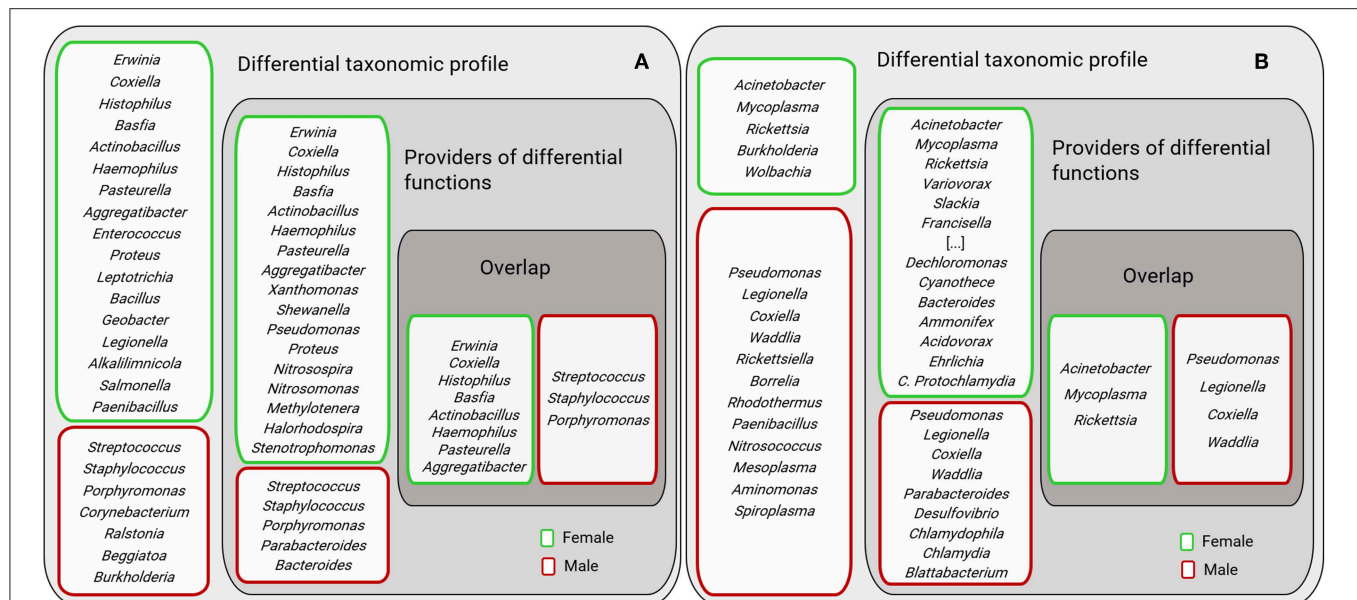 Differential taxonomic profile
A
Erwinia
Coxiella
Histophilus
Basfia
Actinobacillus
Haemophilus
Pasteurella
Aggregatibacter
Enterococcus
Proteus
Leptotrichia
Bacillus
Geobacter
Legionella
Alkalilimnicola
Salmonella
Paenibacillus
Streptococcus
Staphylococcus
Porphyromonas
Corynebacterium
Ralstonia
Beggiatoa
Burkholderia
Providers of differential
functions
Erwinia
Coxiella
Histophilus
Basfia
Actinobacillus
Haemophilus
Pasteurella
Aggregatibacter
Xanthomonas
Shewanella
Pseudomonas
Proteus
Nitrosospira
Nitrosomonas
Methylotenera
Halorhodospira
Stenotrophomonas
Streptococcus
Staphylococcus
Porphyromonas
Parabacteroides
Bacteroides
Overlap
Erwinia
Coxiella
Histophilus
Basfia
Actinobacillus
Haemophilus
Pasteurella
Aggregatibacter
Streptococcus
Staphylococcus
Porphyromonas
Female
Male
Differential taxonomic profile
B
Acinetobacter
Mycoplasma
Rickettsia
Burkholderia
Wolbachia
Pseudomonas
Legionella
Coxiella
Waddlia
Rickettsiella
Borrelia
Rhodothermus
Paenibacillus
Nitrosococcus
Mesoplasma
Aminomonas
Spiroplasma
Providers of differential
functions
Acinetobacter
Mycoplasma
Rickettsia
Variovorax
Slackia
Francisella
[...]
Dechloromonas
Cyanothece
Bacteroides
Ammonifex
Acidovorax
Ehrlichia
C. Protochlamydia
Pseudomonas
Legionella
Coxiella
Waddlia
Parabacteroides
Desulfovibrio
Chlamydophila
Chlamydia
Blattabacterium
Overlap
Acinetobacter
Mycoplasma
Rickettsia
Pseudomonas
Legionella
Coxiella
Waddlia
Female
Male